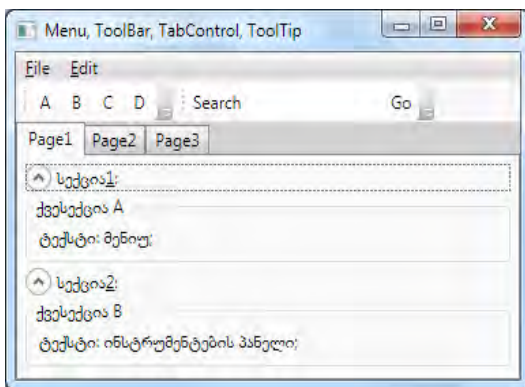 Menu, ToolBar, TabControl, ToolTip
File Edit
A B C D Search Go
Page1 Page2 Page3
სექცია1:
ქვესექცია A
ტექსტი: მენიუ;
სექცია2:
ქვესექცია B
ტექსტი: ინსტრუმენტების პანელი;